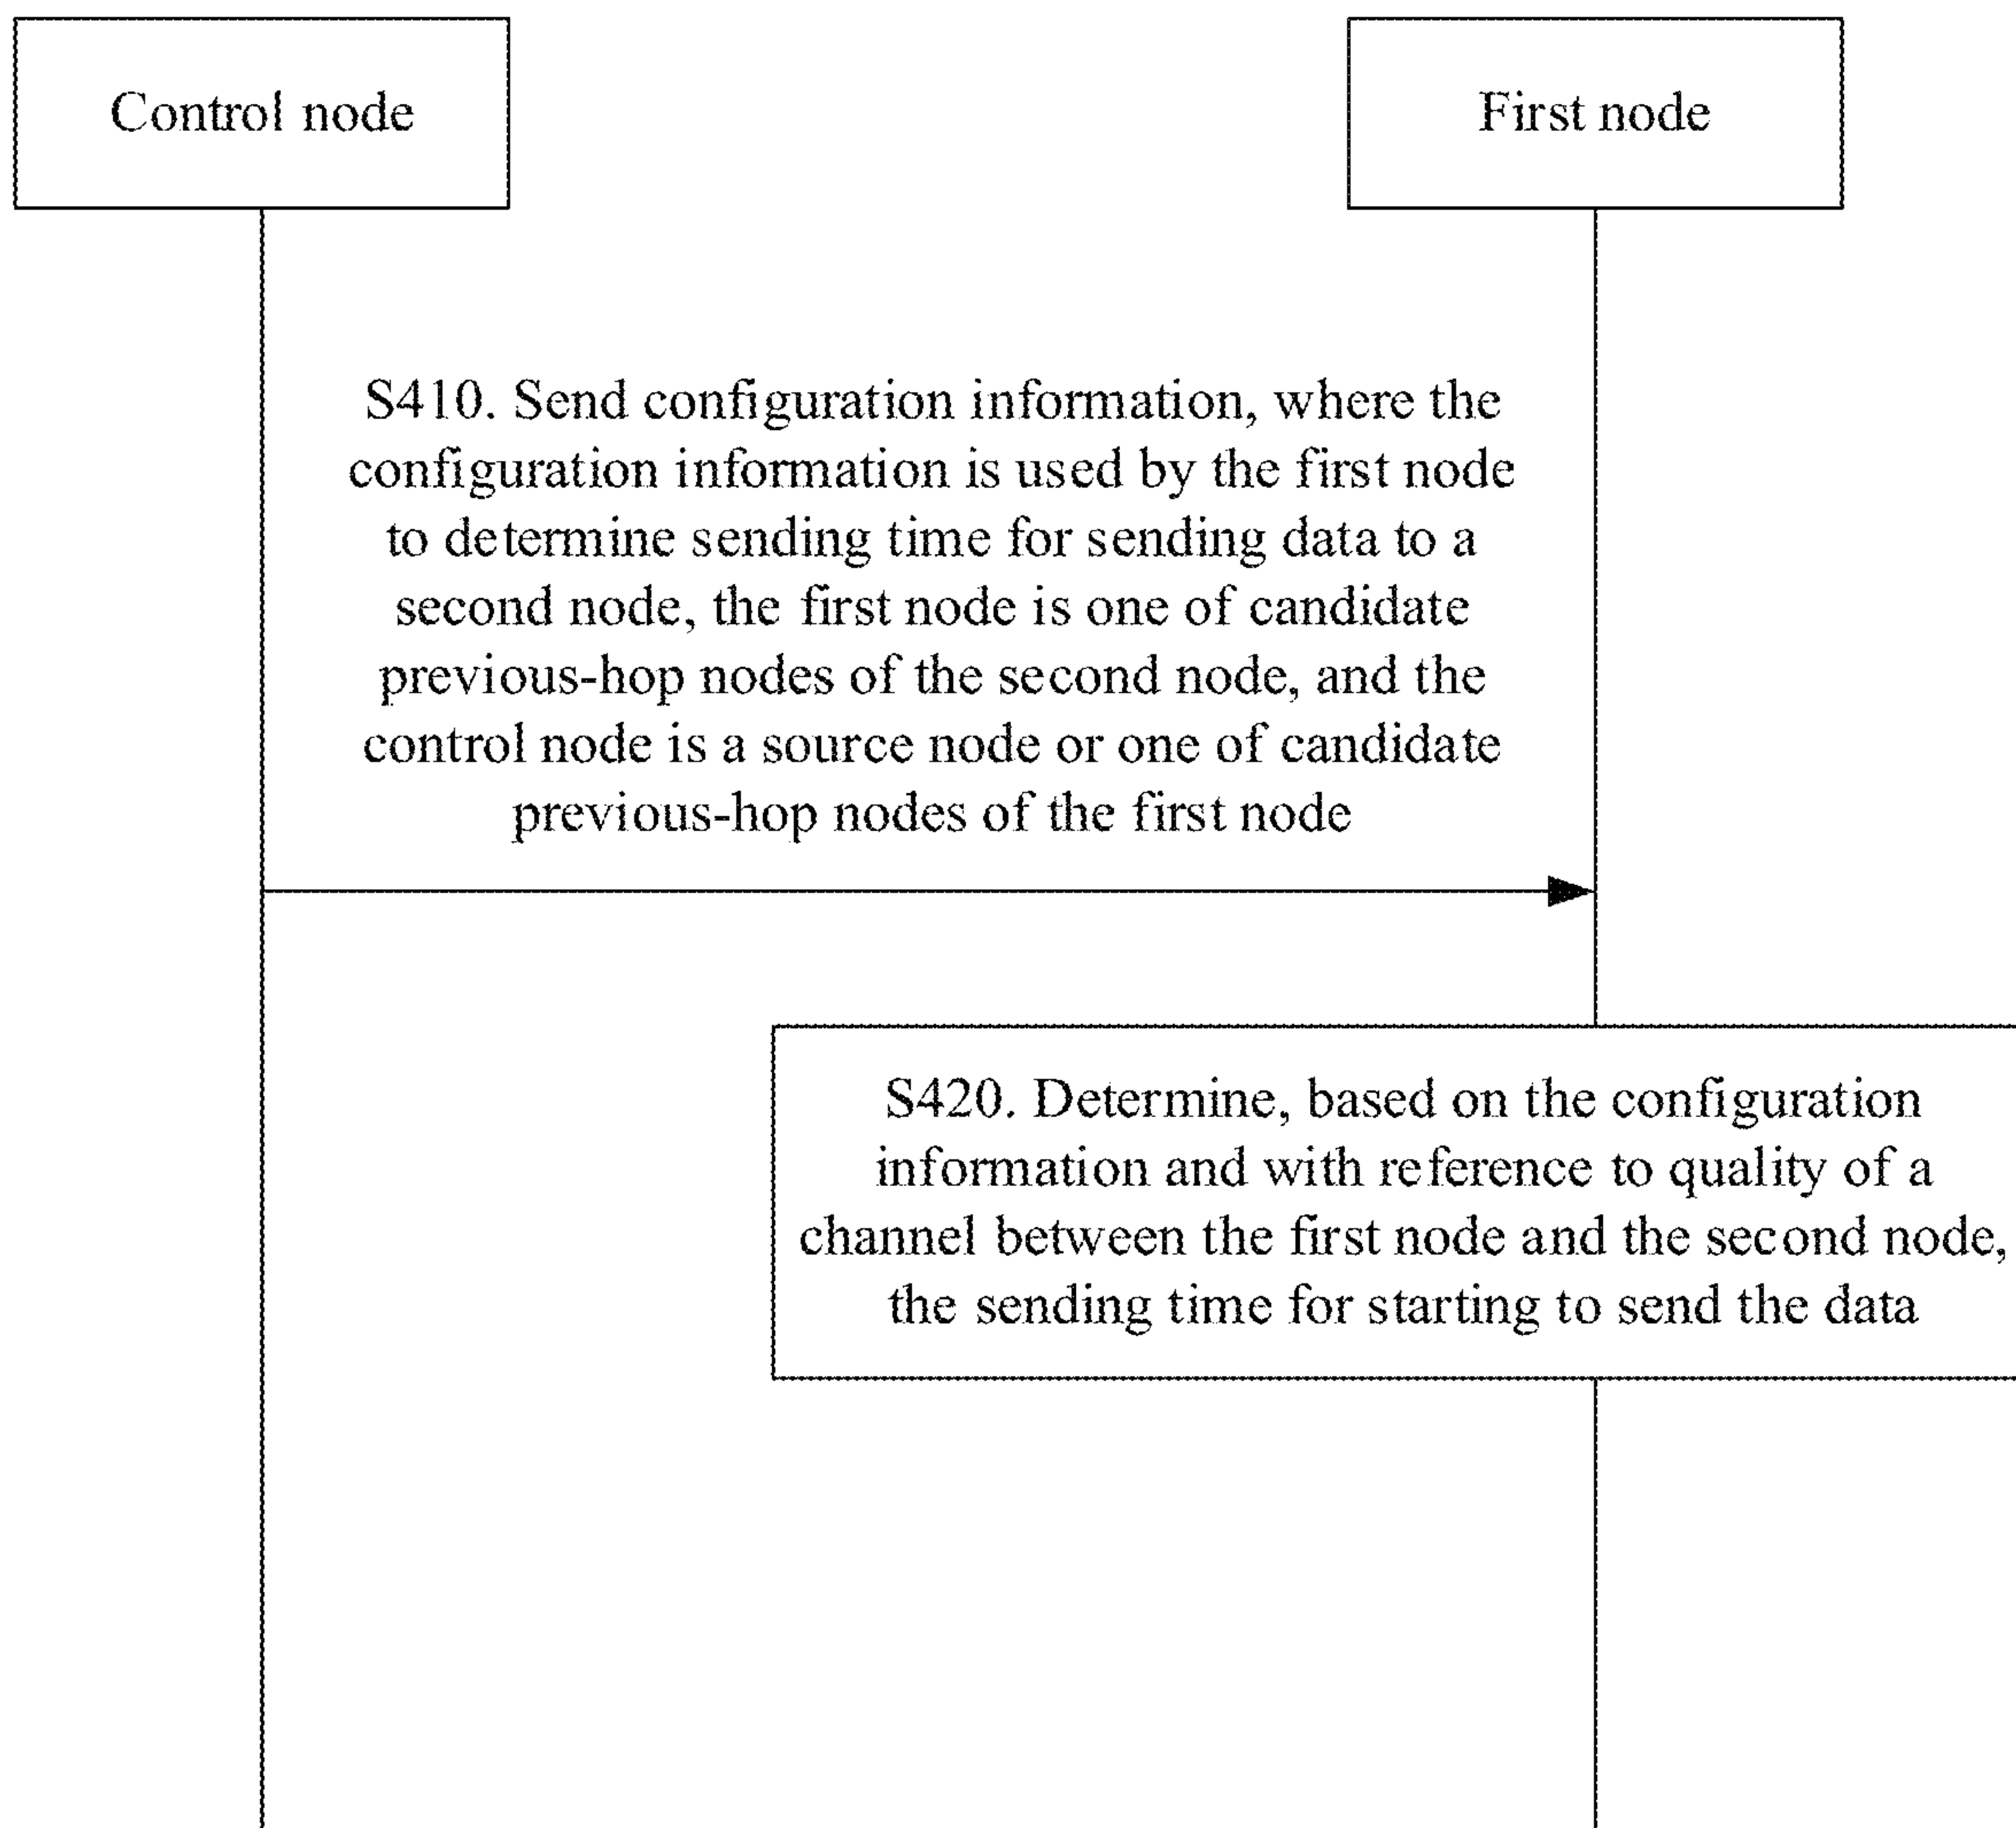 Control node
First node
S410. Send configuration information, where the
configuration information is used by the first node
to determine sending time for sending data to a
second node, the first node is one of candidate
previous-hop nodes of the second node, and the
control node is a source node or one of candidate
previous-hop nodes of the first node
S420. Determine, based on the configuration
information and with reference to quality of a
channel between the first node and the second node,
the sending time for starting to send the data